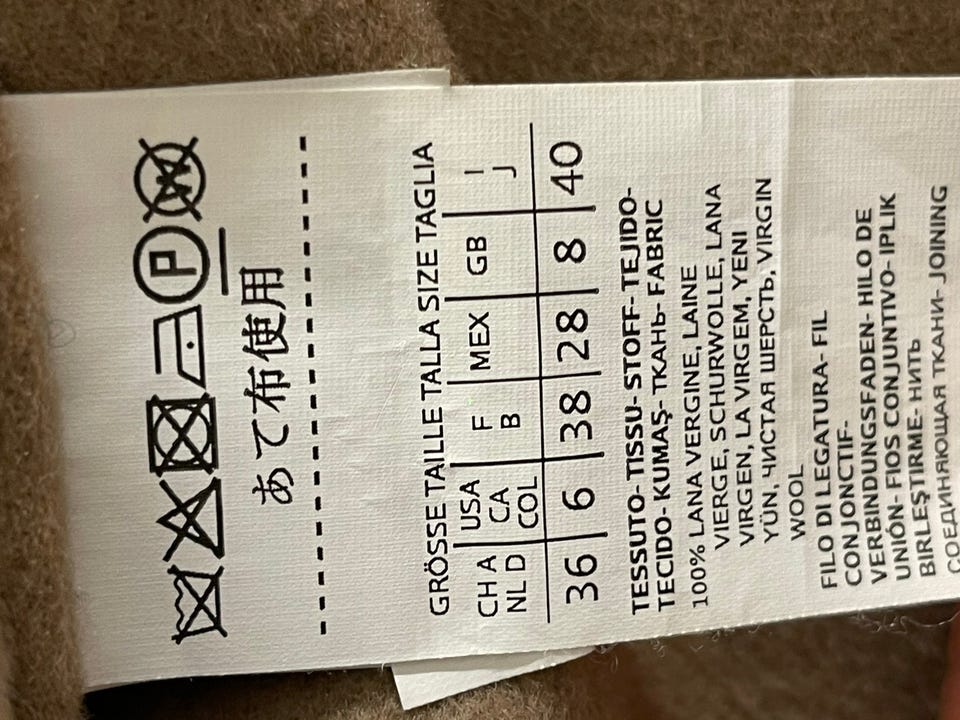 P W
あて布使用
GRÖSSE TAILLE TALLA SIZE TAGLIA
CH A USA F MEX GB I
NL D CA B J
COL
36 6 38 28 8 40
TESSUTO- TISSU- STOFF- TEJIDO-
TECIDO- KUMAŞ- ТКАНЬ- FABRIC
100% LANA VERGINE, LAINE
VIERGE, SCHURWOLLE, LANA
VIRGEN, LA VIRGEM, YENI
YÜN, ЧИСТАЯ ШЕРСТЬ, VIRGIN
WOOL
FILO DI LEGATURA- FIL
CONJONCTIF-
VERBINDUNGSFADEN- HILO DE
UNIÓN- FIOS CONJUNTIVO- IPLIK
BIRLEŞTIRME- НИТЬ
СОЕДИНЯЮЩАЯ ТКАНИ- JOINING